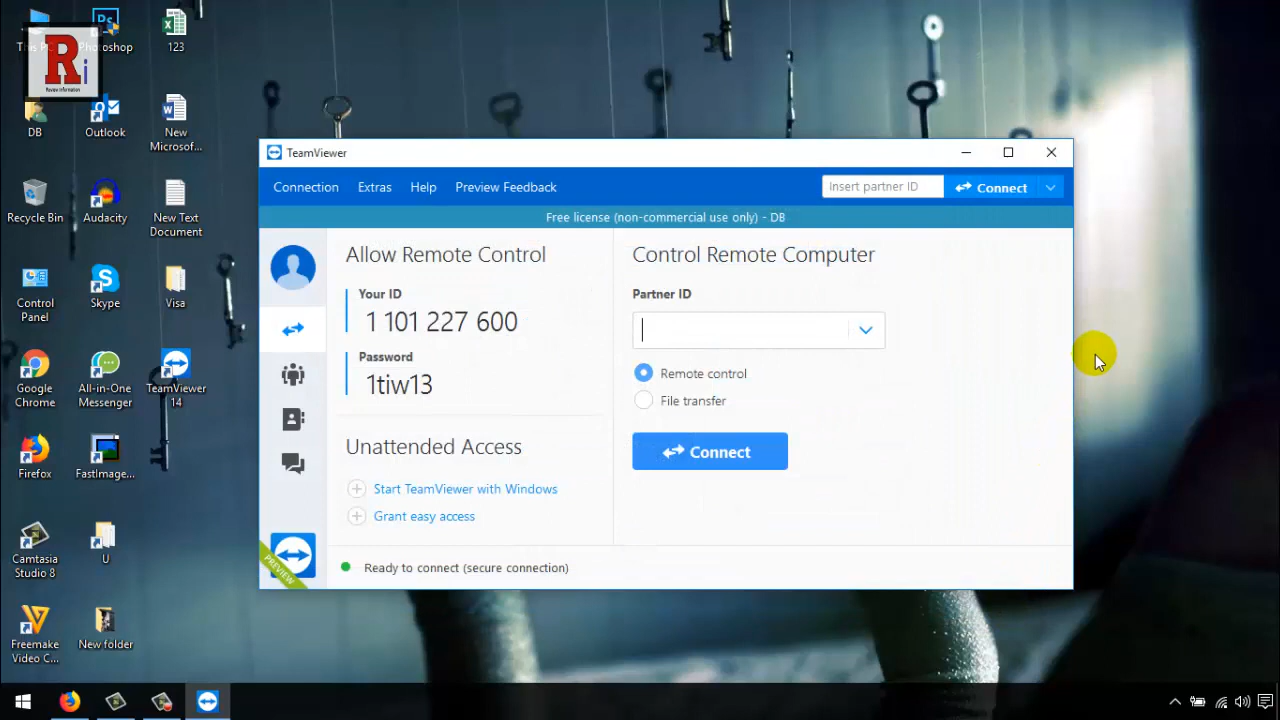 This P...
Photoshop
123
Ri
Review Information
DB
Outlook
New
Microsof...
Recycle Bin
Audacity
New Text
Document
Control
Panel
Skype
Visa
Google
Chrome
All-in-One
Messenger
TeamViewer
14
Firefox
FastImage...
Camtasia
Studio 8
U
Freemake
Video C...
New folder
TeamViewer
Connection Extras Help Preview Feedback
Insert partner ID
Connect
Free license (non-commercial use only) - DB
Allow Remote Control
Your ID
1 101 227 600
Password
1tiw13
Unattended Access
Start TeamViewer with Windows
Grant easy access
Control Remote Computer
Partner ID
Remote control
File transfer
Connect
PREVIEW
Ready to connect (secure connection)